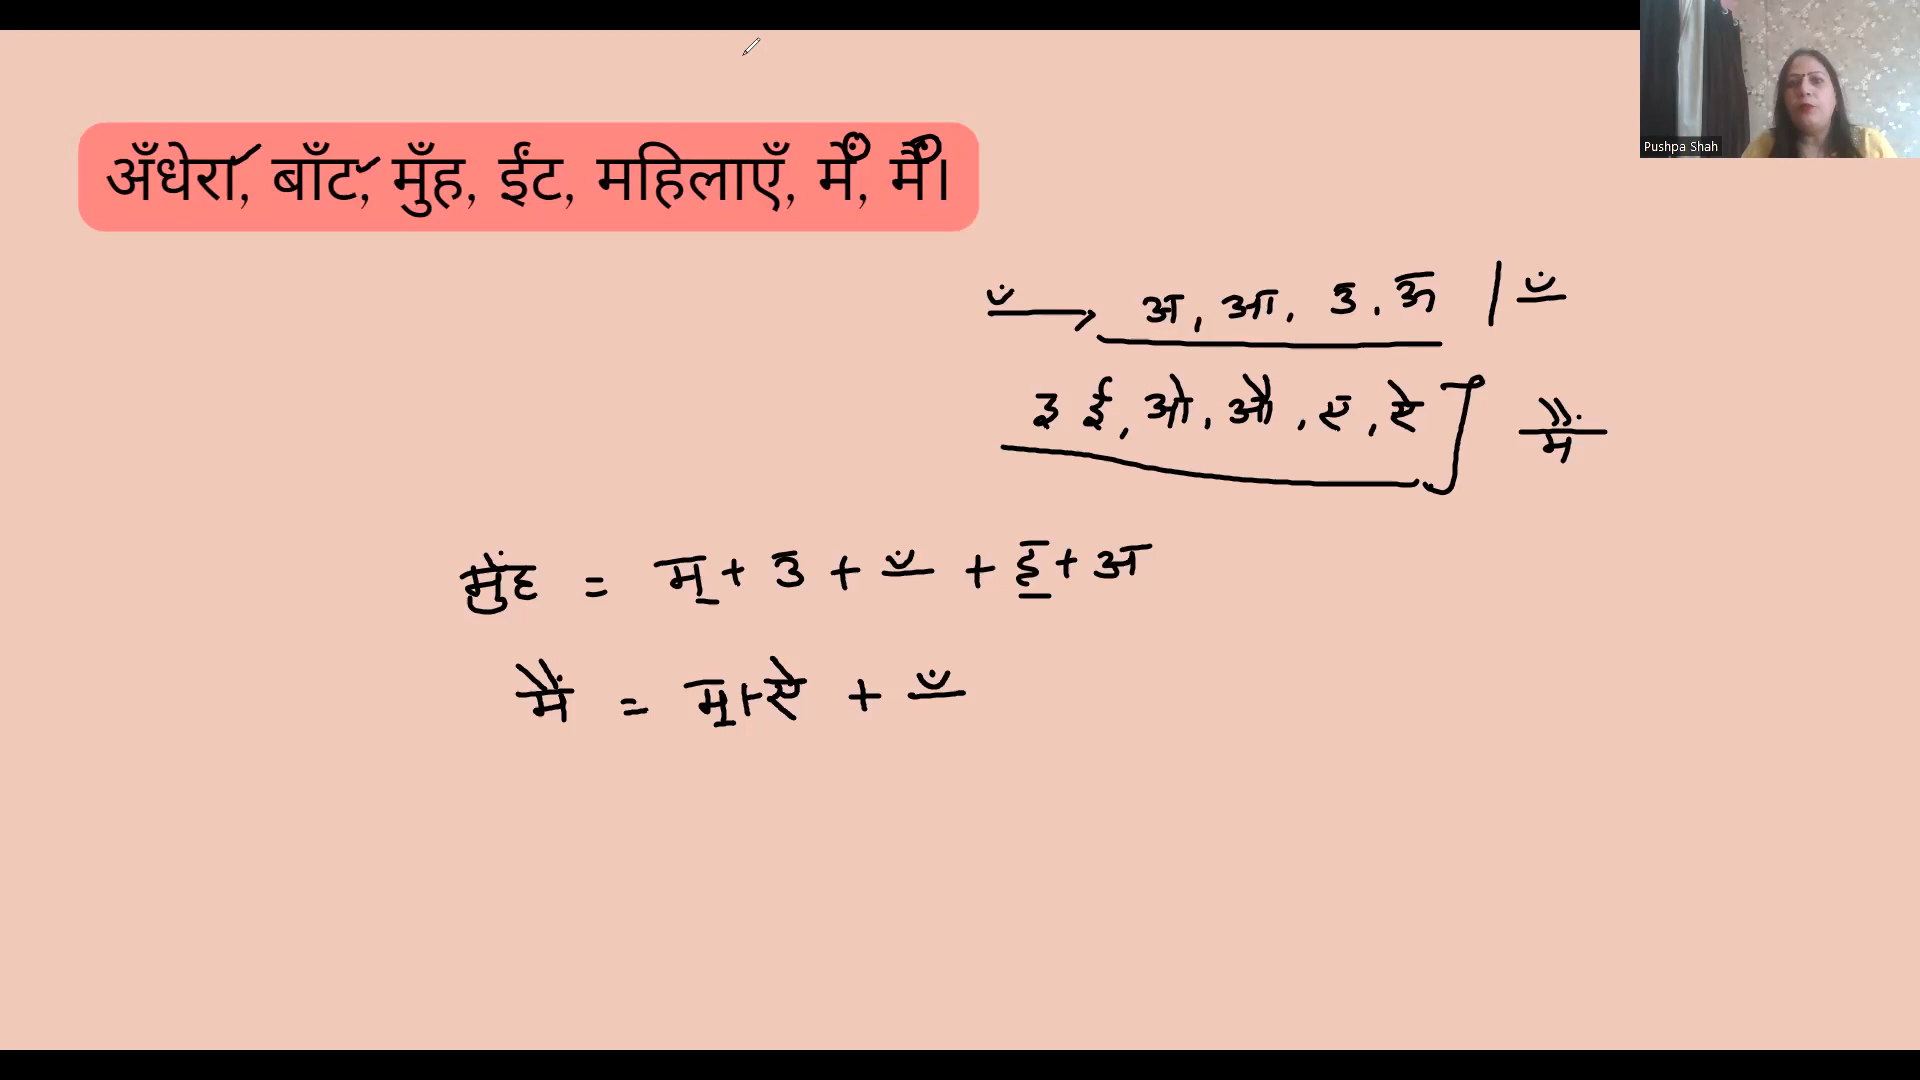 Pushpa Shah
अँधेरा, बाँट, मुँह, ईंट, महिलाएँ, में, मैं।
ँ → अ, आ, उ, ऊ | ँ
इ ई, ओ, औ, ए, ऐ ] मैं
मुँह = म् + उ + ँ + ह् + अ
मैं = म् + ऐ + ँ